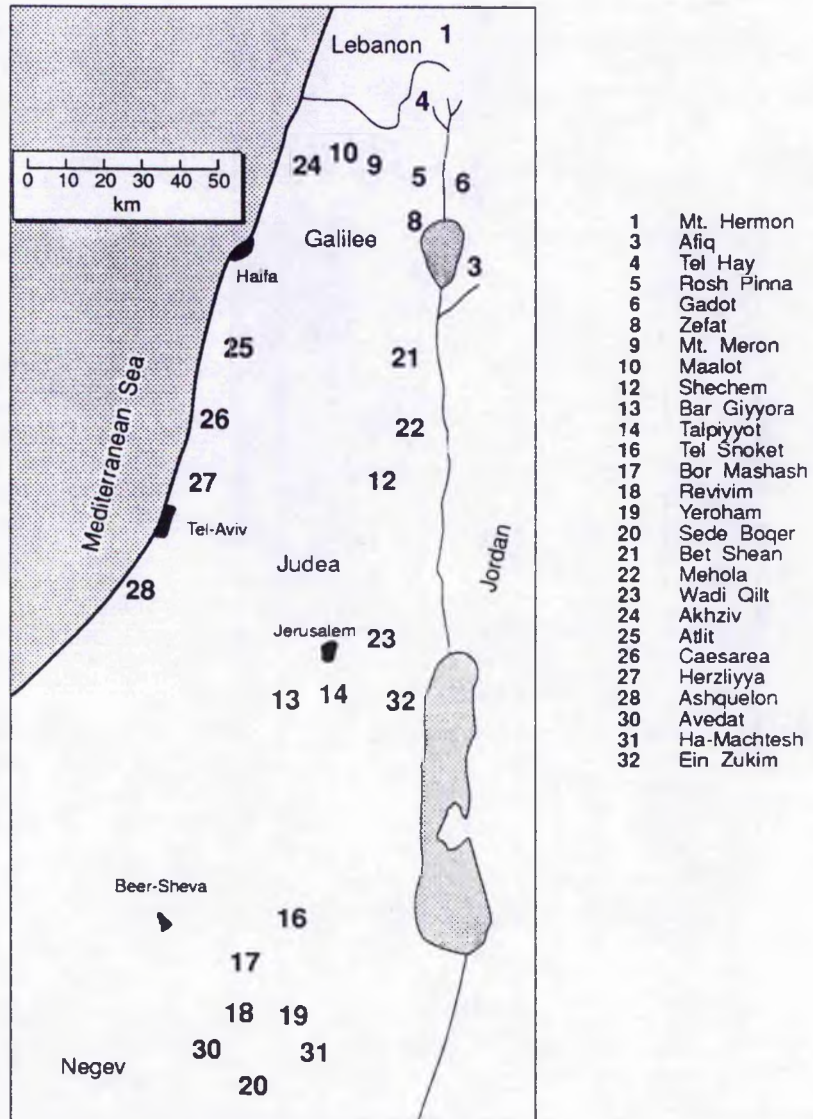 Lebanon
1
4
24
10
9
5
6
0 10 20 30 40 50
km
8
Galilee
Haifa
3
25
21
Mediterranean Sea
26
22
27
12
Tel-Aviv
Jordan
Judea
28
Jerusalem
23
13
14
32
Beer-Sheva
16
17
18
19
30
31
Negev
20
1 Mt. Hermon
3 Afiq
4 Tel Hay
5 Rosh Pinna
6 Gadot
8 Zefat
9 Mt. Meron
10 Maalot
12 Shechem
13 Bar Giyyora
14 Talpiyyot
16 Tel Snoket
17 Bor Mashash
18 Revivim
19 Yeroham
20 Sede Boqer
21 Bet Shean
22 Mehola
23 Wadi Qilt
24 Akhziv
25 Atlit
26 Caesarea
27 Herzliyya
28 Ashquelon
30 Avedat
31 Ha-Machtesh
32 Ein Zukim